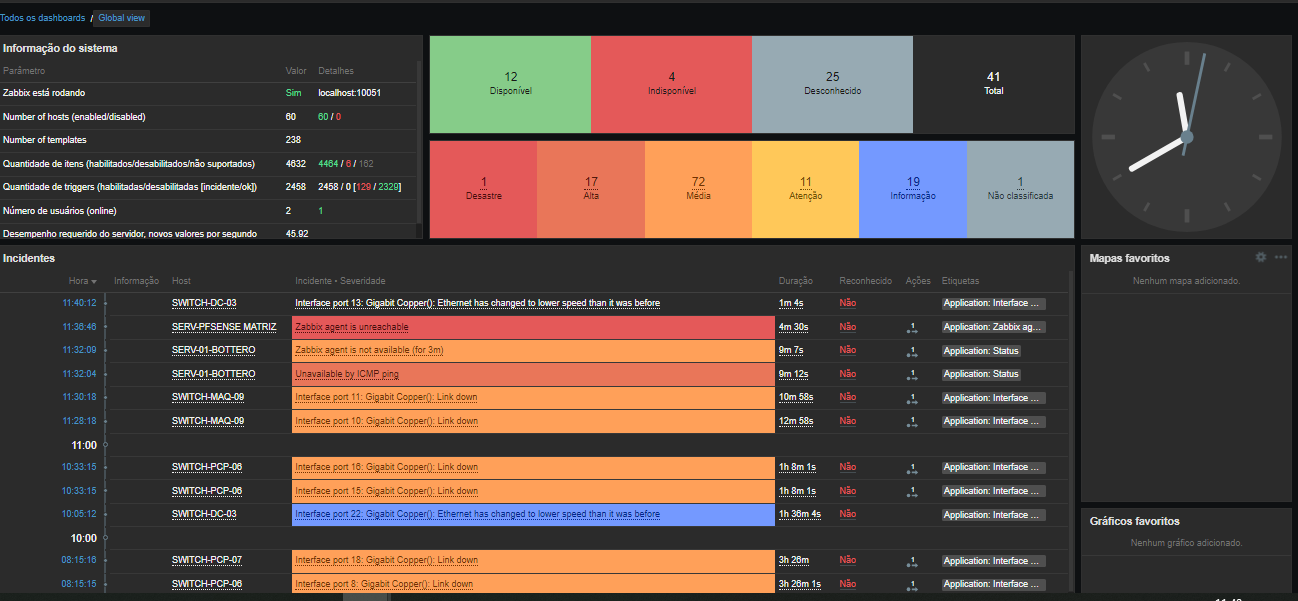 Todos os dashboards / Global view
Informação do sistema
Parâmetro Valor Detalhes
Zabbix está rodando Sim localhost:10051
Number of hosts (enabled/disabled) 60 60 / 0
Number of templates 238
Quantidade de itens (habilitados/desabilitados/não suportados) 4632 4464 / 6 / 162
Quantidade de triggers (habilitadas/desabilitadas [incidente/ok]) 2458 2458 / 0 [129 / 2329]
Número de usuários (online) 2 1
Desempenho requerido do servidor, novos valores por segundo 45.92
12
Disponível
4
Indisponível
25
Desconhecido
41
Total
1
Desastre
17
Alta
72
Média
11
Atenção
19
Informação
1
Não classificada
Incidentes
Hora Informação Host Incidente • Severidade Duração Reconhecido Ações Etiquetas
11:40:12 SWITCH-DC-03 Interface port 13: Gigabit Copper(): Ethernet has changed to lower speed than it was before 1m 4s Não Application: Interface ...
11:36:46 SERV-PFSENSE MATRIZ Zabbix agent is unreachable 4m 30s Não 1 Application: Zabbix ag...
11:32:09 SERV-01-BOTTERO Zabbix agent is not available (for 3m) 9m 7s Não 1 Application: Status
11:32:04 SERV-01-BOTTERO Unavailable by ICMP ping 9m 12s Não 1 Application: Status
11:30:18 SWITCH-MAQ-09 Interface port 11: Gigabit Copper(): Link down 10m 58s Não 1 Application: Interface ...
11:28:18 SWITCH-MAQ-09 Interface port 10: Gigabit Copper(): Link down 12m 58s Não 1 Application: Interface ...
11:00
10:33:15 SWITCH-PCP-06 Interface port 16: Gigabit Copper(): Link down 1h 8m 1s Não 1 Application: Interface ...
10:33:15 SWITCH-PCP-06 Interface port 15: Gigabit Copper(): Link down 1h 8m 1s Não 1 Application: Interface ...
10:05:12 SWITCH-DC-03 Interface port 22: Gigabit Copper(): Ethernet has changed to lower speed than it was before 1h 36m 4s Não Application: Interface ...
10:00
08:15:16 SWITCH-PCP-07 Interface port 18: Gigabit Copper(): Link down 3h 26m Não 1 Application: Interface ...
08:15:15 SWITCH-PCP-06 Interface port 8: Gigabit Copper(): Link down 3h 26m 1s Não 1 Application: Interface ...
Mapas favoritos
Nenhum mapa adicionado.
Gráficos favoritos
Nenhum gráfico adicionado.